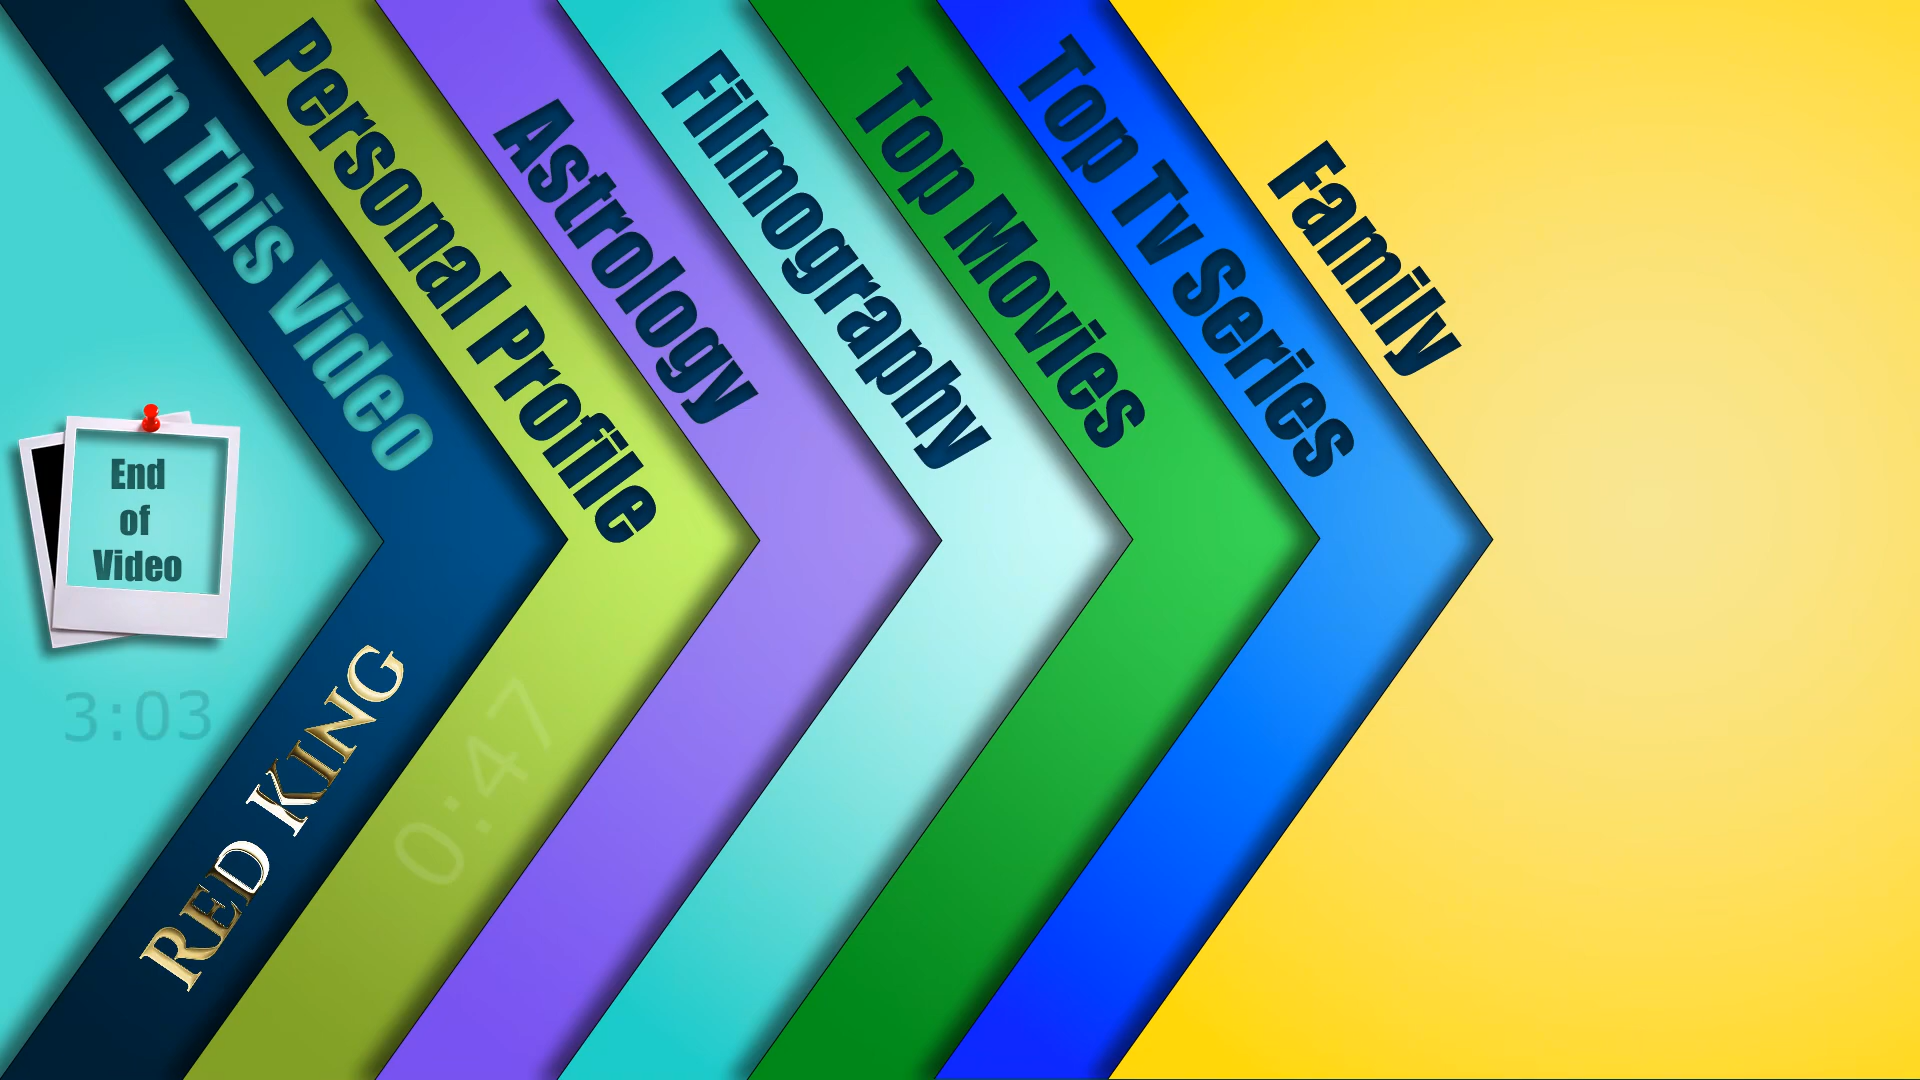 In This Video
Personal Profile
Astrology
Filmography
Top Movies
Top Tv Series
Family
End
of
Video
3:03
RED KING
0:47